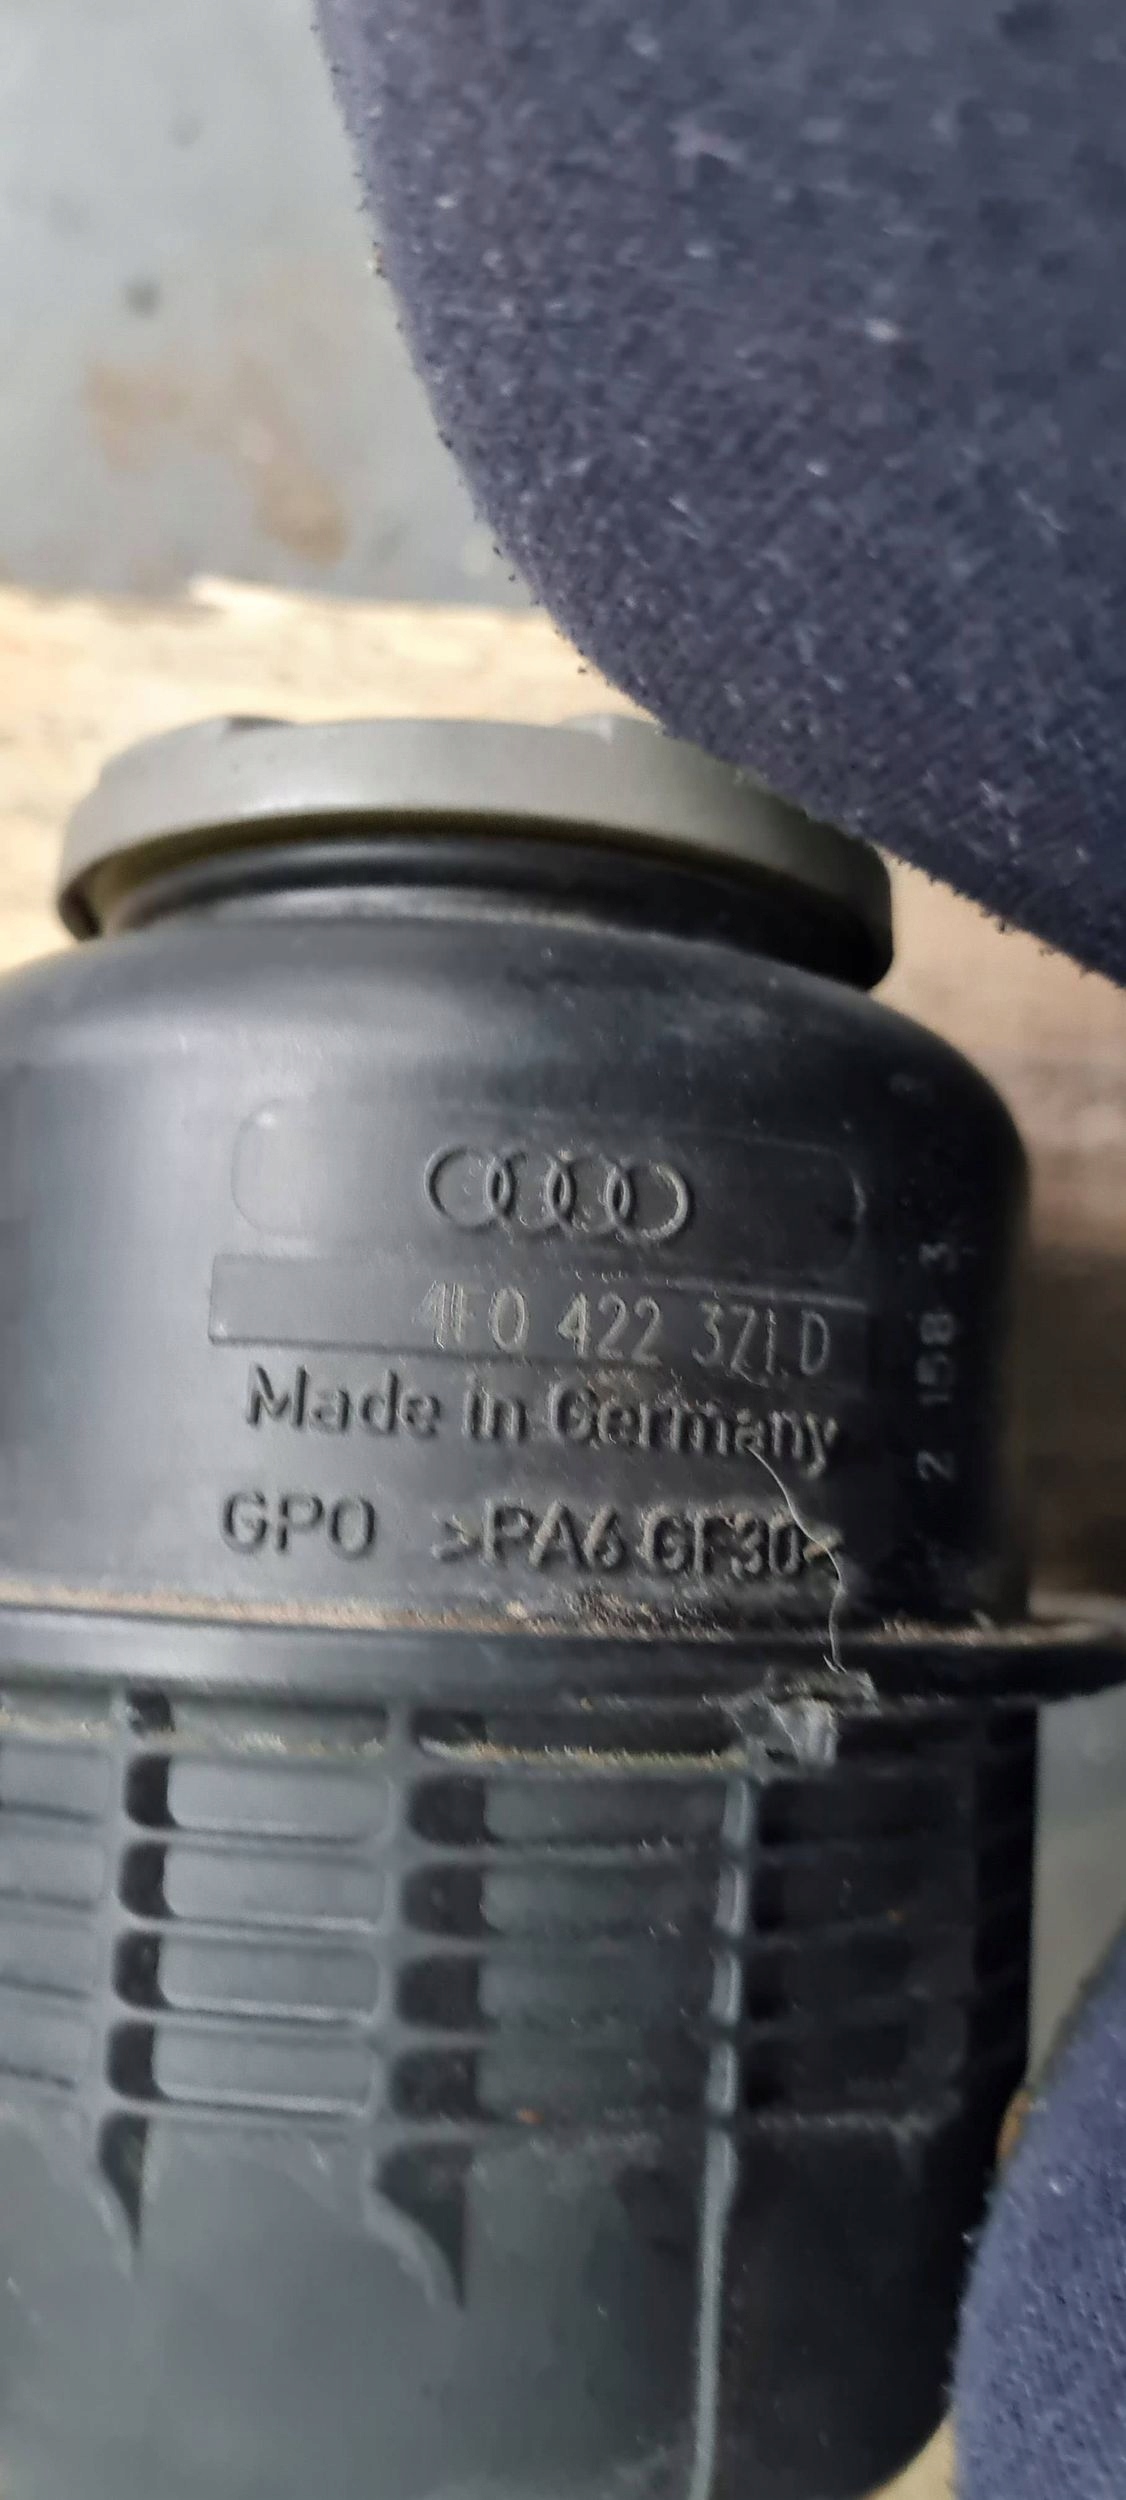 4F0 422 371 D
Made in Germany
GPO >PA6 GF30<
2 158 3